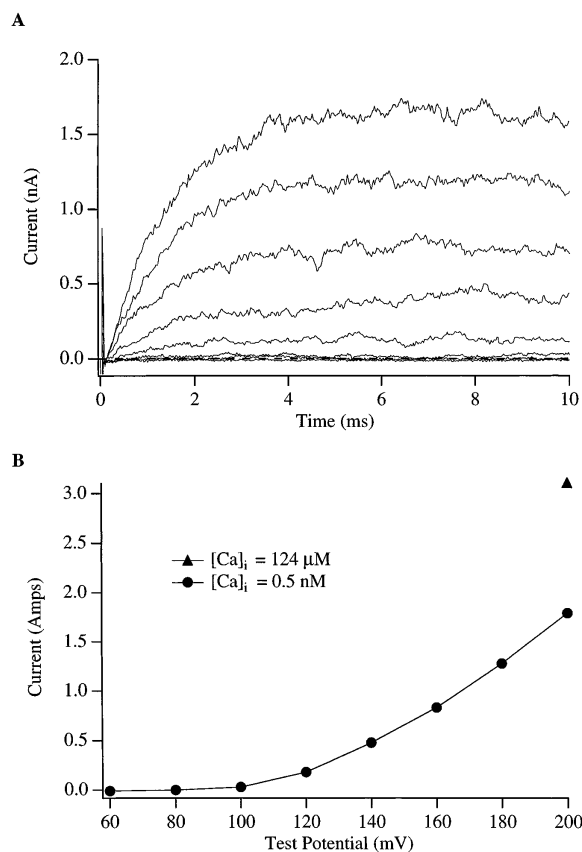 A
Current (nA)
2.0
1.5
1.0
0.5
0.0
0 2 4 6 8 10
Time (ms)
B
Current (Amps)
3.0
2.5
2.0
1.5
1.0
0.5
0.0
[Ca]i = 124 μM
[Ca]i = 0.5 nM
60 80 100 120 140 160 180 200
Test Potential (mV)